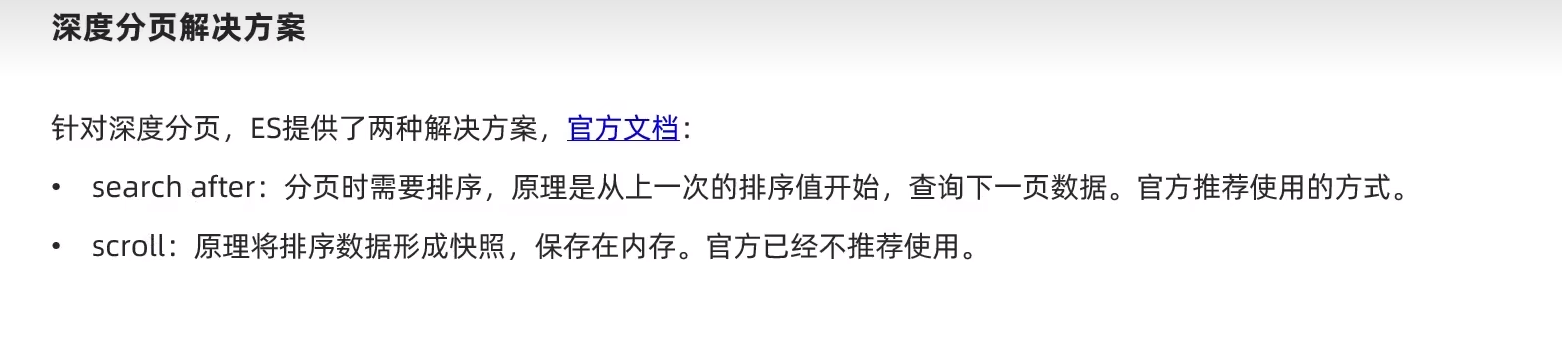 深度分页解决方案
针对深度分页，ES提供了两种解决方案，官方文档：
• search after：分页时需要排序，原理是从上一次的排序值开始，查询下一页数据。官方推荐使用的方式。
• scroll：原理将排序数据形成快照，保存在内存。官方已经不推荐使用。